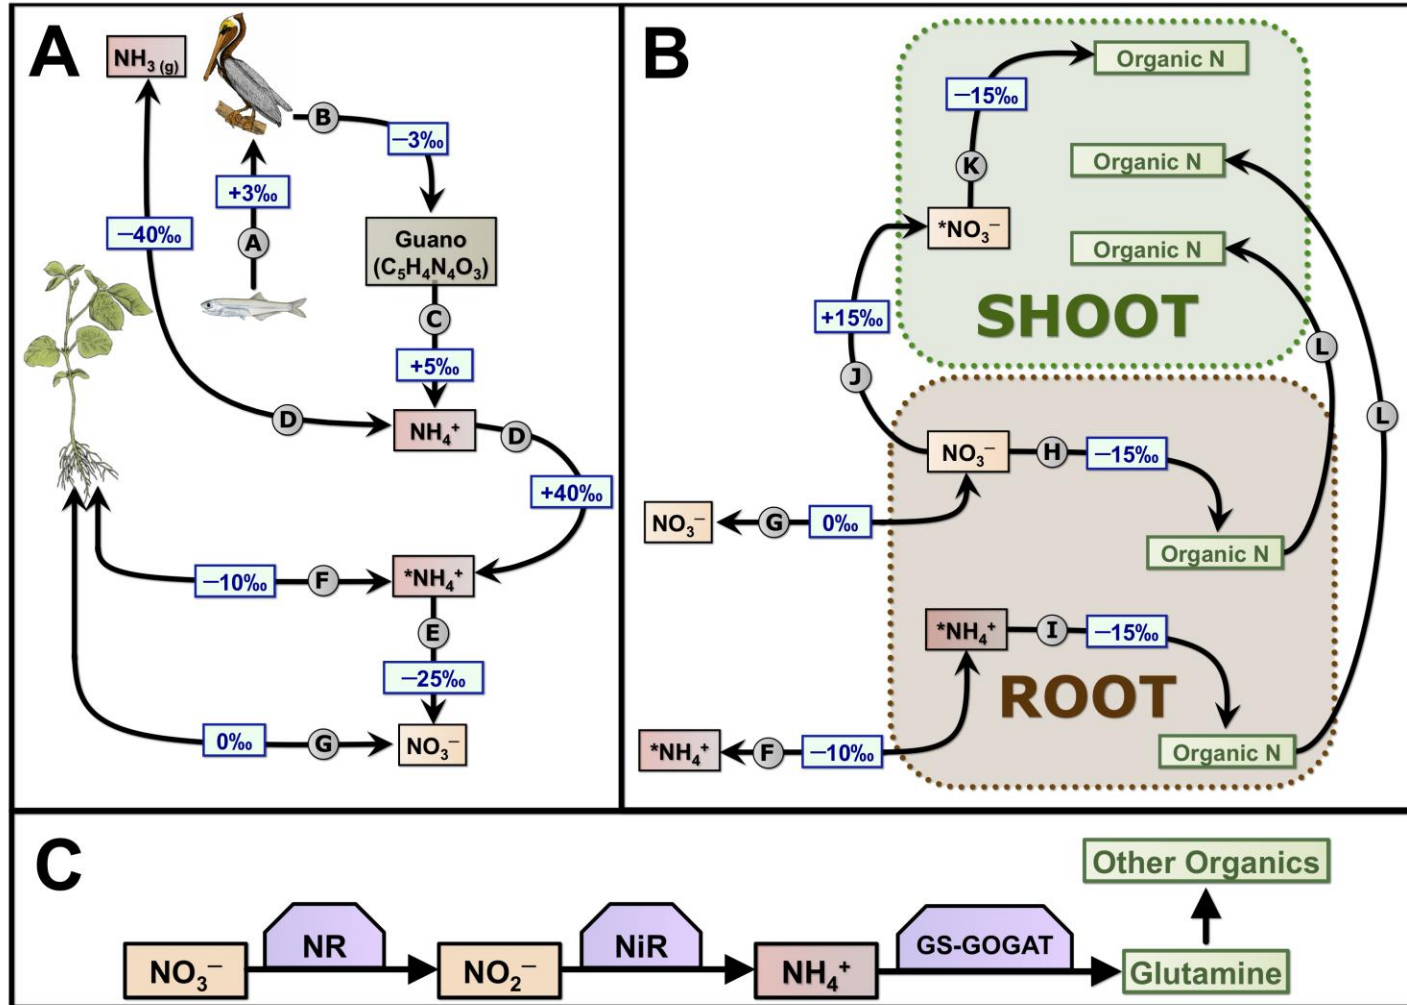 A
NH₃ (g)
B
−3‰
+3‰
A
−40‰
Guano
(C₅H₄N₄O₃)
C
+5‰
D
NH₄⁺
D
+40‰
−10‰
F
*NH₄⁺
E
−25‰
0‰
G
NO₃⁻
B
Organic N
−15‰
K
Organic N
*NO₃⁻
Organic N
SHOOT
+15‰
L
J
L
NO₃⁻
H
−15‰
NO₃⁻
G
0‰
Organic N
*NH₄⁺
I
−15‰
ROOT
*NH₄⁺
F
−10‰
Organic N
C
Other Organics
NR
NiR
GS-GOGAT
NO₃⁻
NO₂⁻
NH₄⁺
Glutamine